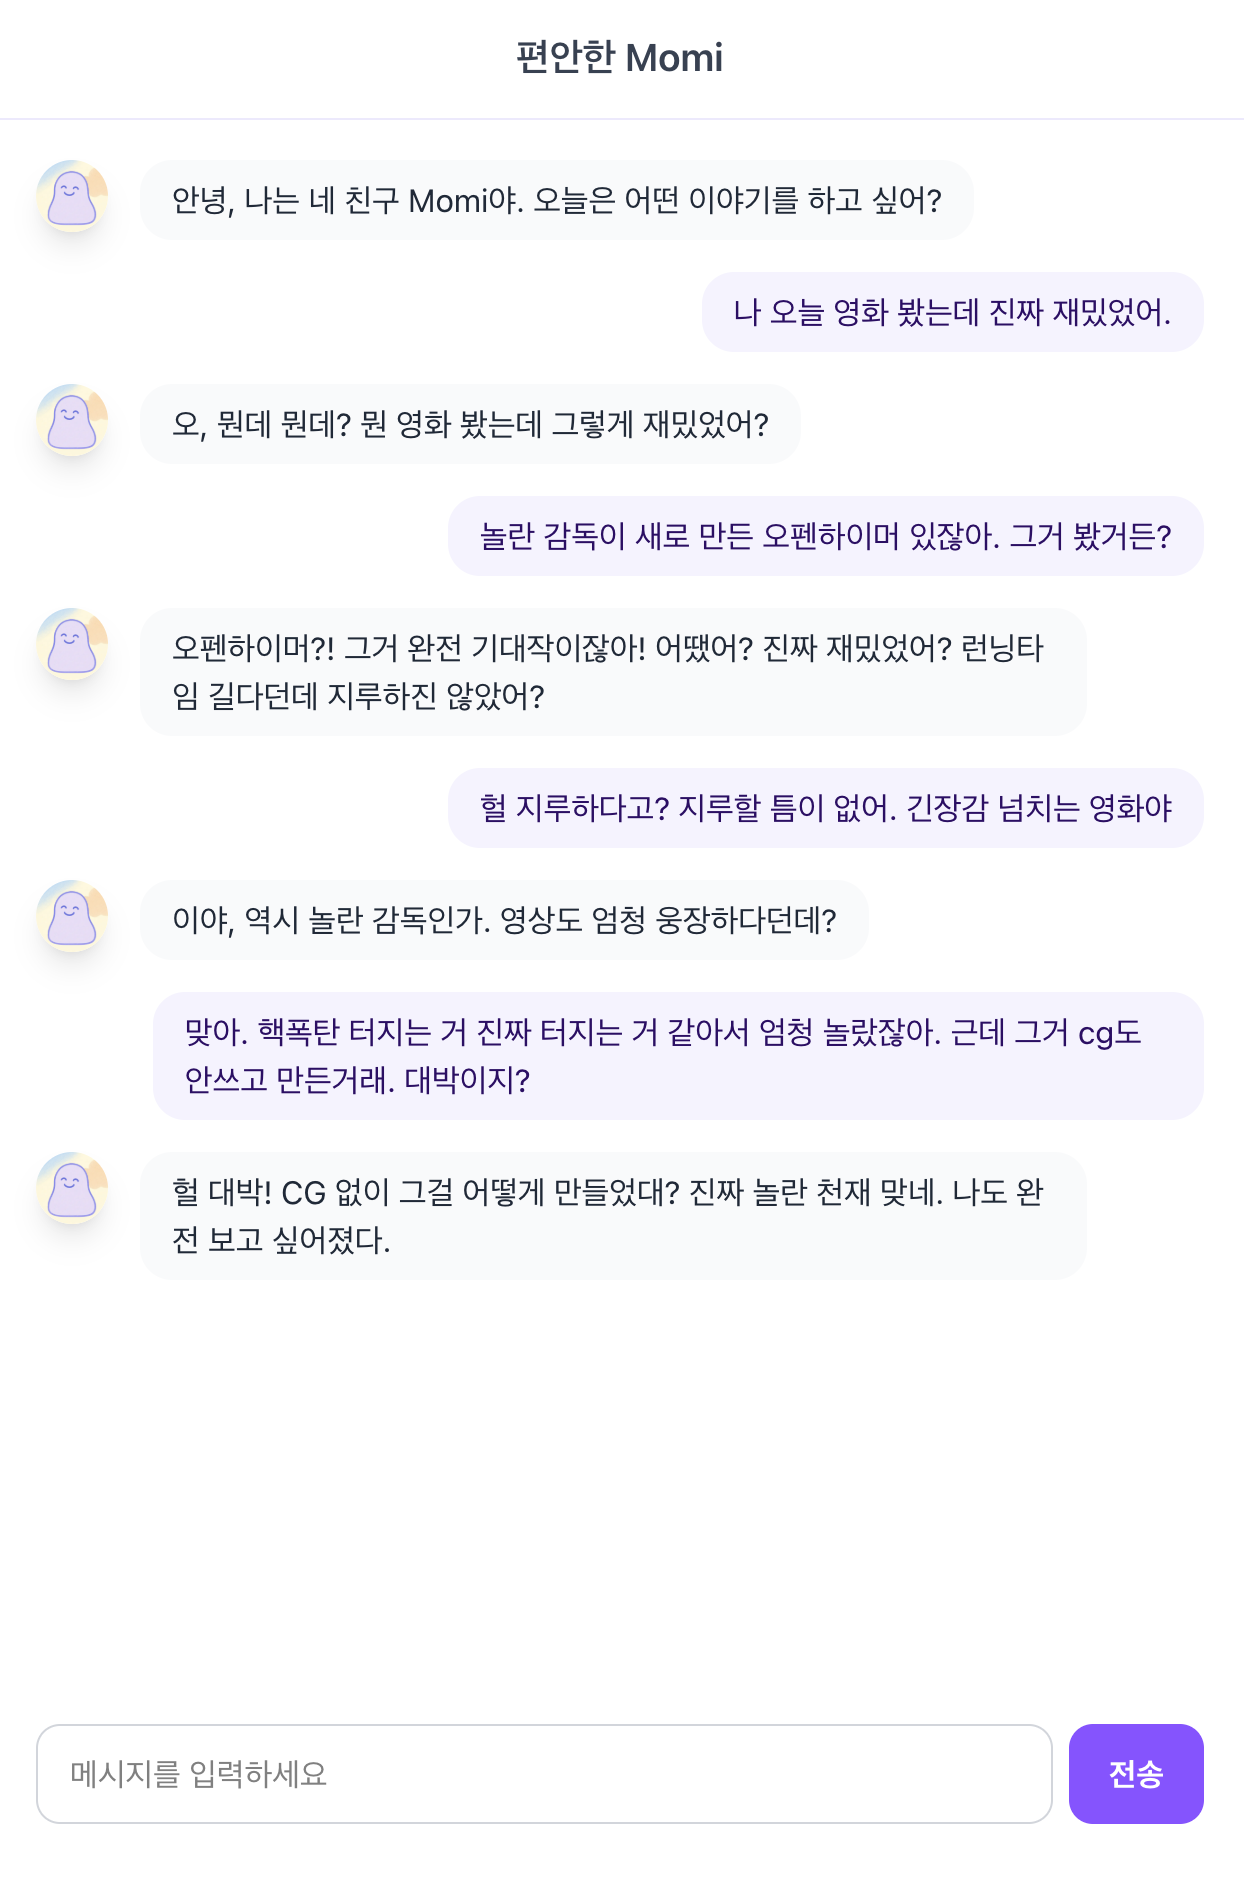 편안한 Momi
안녕, 나는 네 친구 Momi야. 오늘은 어떤 이야기를 하고 싶어?
나 오늘 영화 봤는데 진짜 재밌었어.
오, 뭔데 뭔데? 뭔 영화 봤는데 그렇게 재밌었어?
놀란 감독이 새로 만든 오펜하이머 있잖아. 그거 봤거든?
오펜하이머?! 그거 완전 기대작이잖아! 어땠어? 진짜 재밌었어? 런닝타
임 길다던데 지루하진 않았어?
헐 지루하다고? 지루할 틈이 없어. 긴장감 넘치는 영화야
이야, 역시 놀란 감독인가. 영상도 엄청 웅장하다던데?
맞아. 핵폭탄 터지는 거 진짜 터지는 거 같아서 엄청 놀랐잖아. 근데 그거 cg도
안쓰고 만든거래. 대박이지?
헐 대박! CG 없이 그걸 어떻게 만들었대? 진짜 놀란 천재 맞네. 나도 완
전 보고 싶어졌다.
메시지를 입력하세요
전송